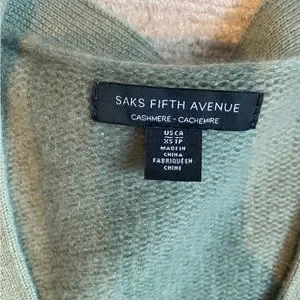 SAKS FIFTH AVENUE
CASHMERE - CACHEMIRE
US CA
XS TP
MADE IN
CHINA
FABRIQUÉ EN
CHINE